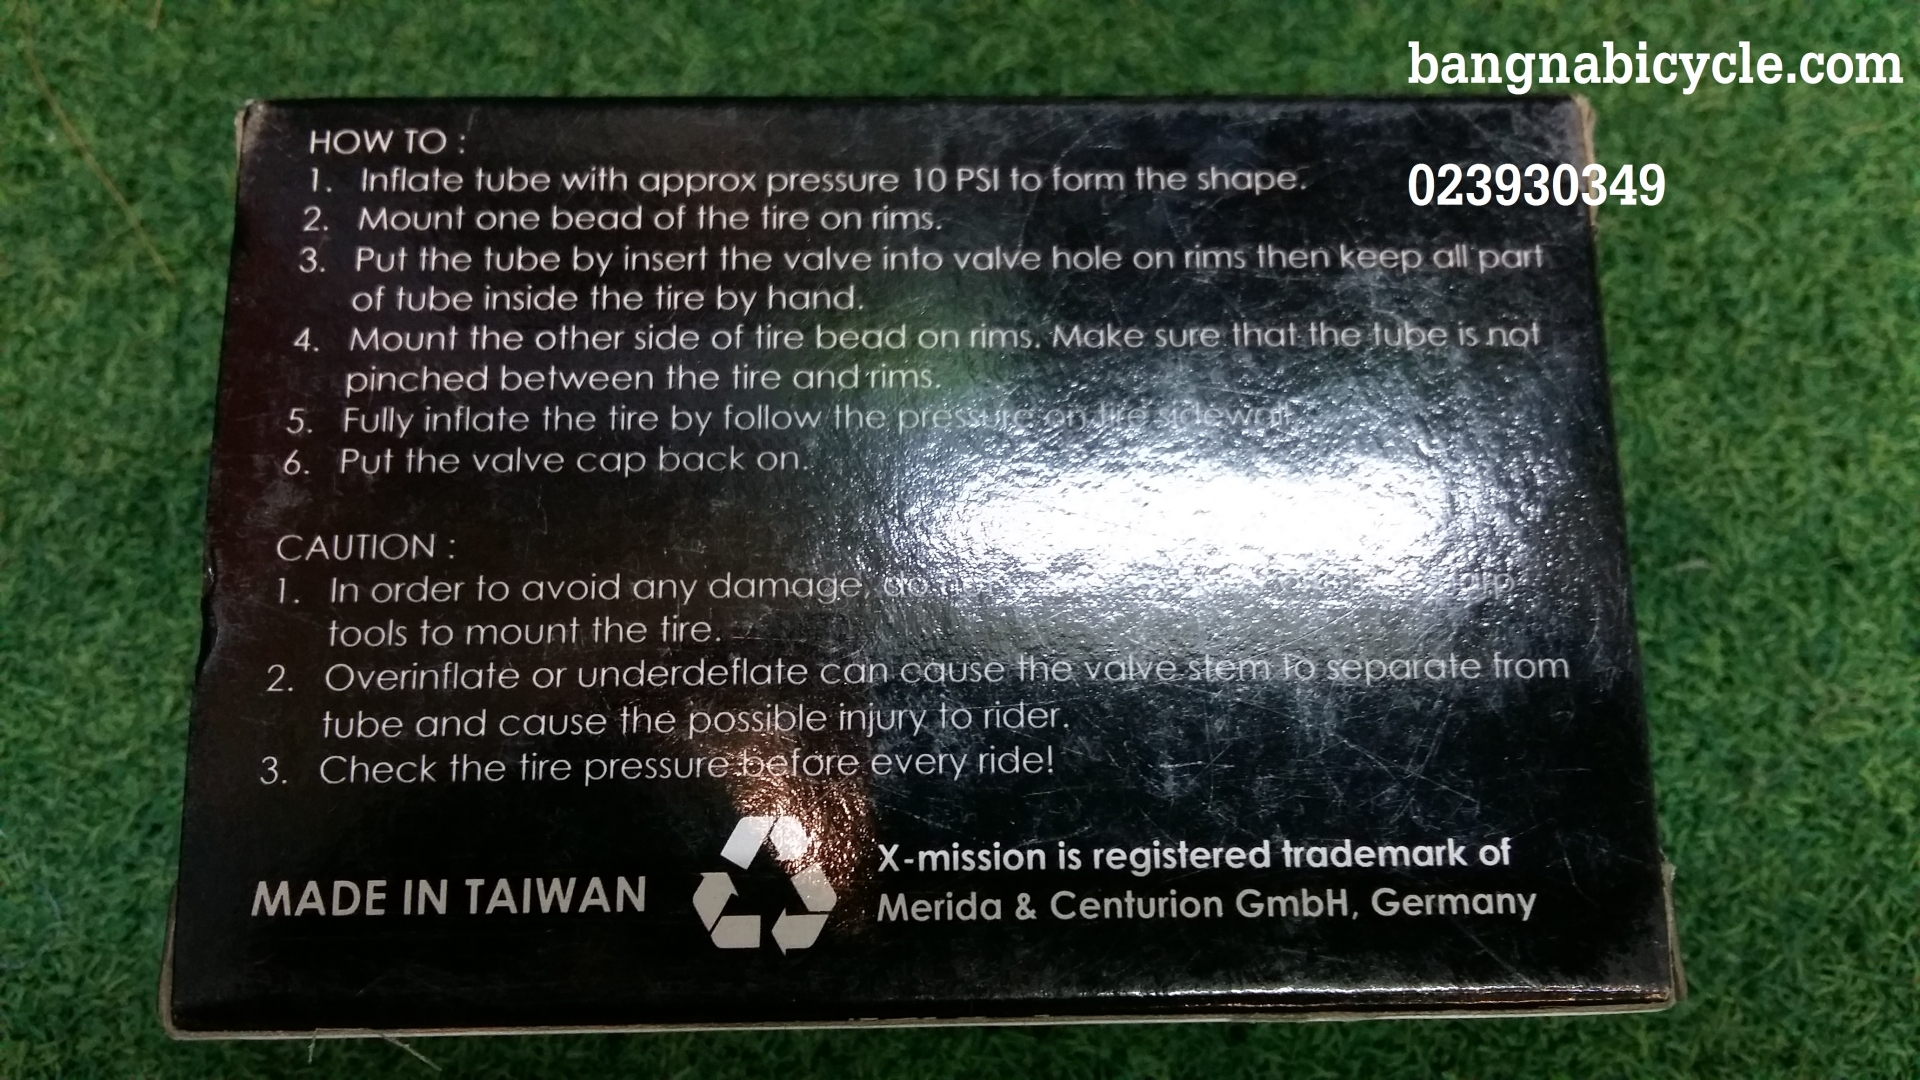 bangnabicycle.com
023930349
HOW TO :
1. Inflate tube with approx pressure 10 PSI to form the shape.
2. Mount one bead of the tire on rims.
3. Put the tube by insert the valve into valve hole on rims then keep all part
of tube inside the tire by hand.
4. Mount the other side of tire bead on rims. Make sure that the tube is not
pinched between the tire and rims.
5. Fully inflate the tire by follow the pressure on tire sidewall.
6. Put the valve cap back on.
CAUTION :
1. In order to avoid any damage, do
tools to mount the tire.
2. Overinflate or underdeflate can cause the valve stem to separate from
tube and cause the possible injury to rider.
3. Check the tire pressure before every ride!
MADE IN TAIWAN
X-mission is registered trademark of
Merida & Centurion GmbH, Germany